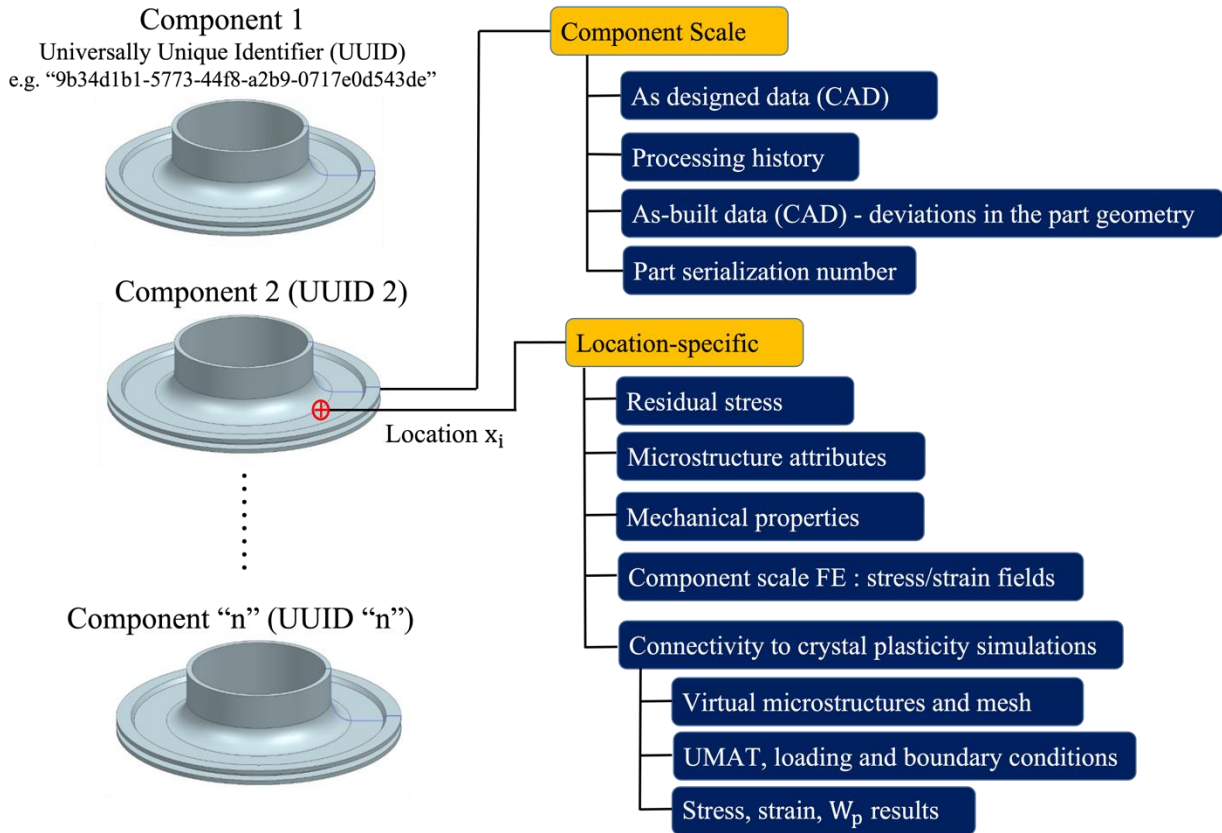 Component 1
Universally Unique Identifier (UUID)
e.g. “9b34d1b1-5773-44f8-a2b9-0717e0d543de”
Component 2 (UUID 2)
Location xᵢ
Component “n” (UUID “n”)
Component Scale
As designed data (CAD)
Processing history
As-built data (CAD) - deviations in the part geometry
Part serialization number
Location-specific
Residual stress
Microstructure attributes
Mechanical properties
Component scale FE : stress/strain fields
Connectivity to crystal plasticity simulations
Virtual microstructures and mesh
UMAT, loading and boundary conditions
Stress, strain, Wₚ results